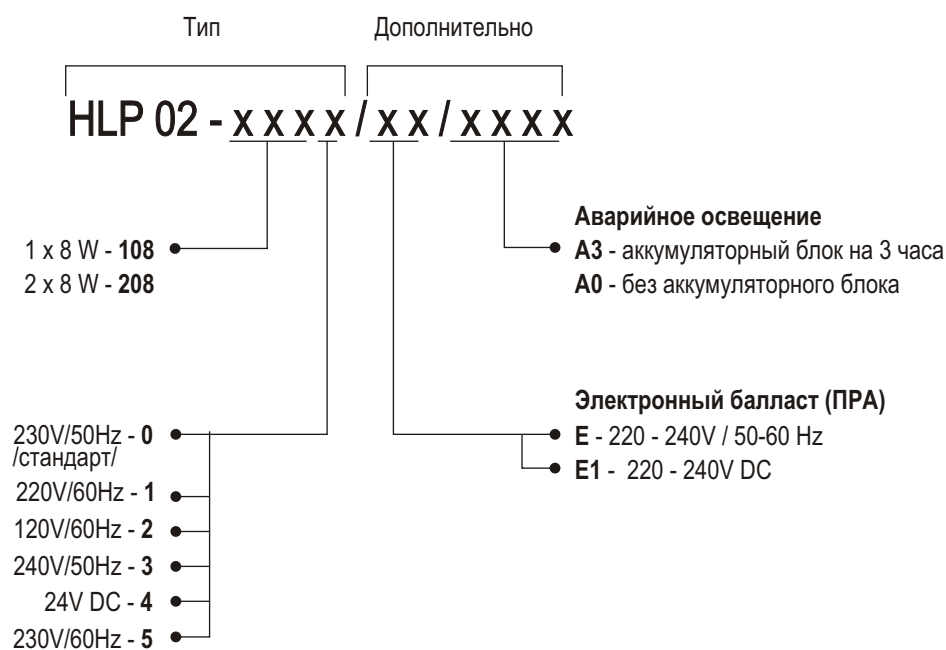 Тип
Дополнительно
HLP 02 - x x x x / x x / x x x x
1 x 8 W - 108
2 x 8 W - 208
Аварийное освещение
A3 - аккумуляторный блок на 3 часа
A0 - без аккумуляторного блока
230V/50Hz - 0
/стандарт/
220V/60Hz - 1
120V/60Hz - 2
240V/50Hz - 3
24V DC - 4
230V/60Hz - 5
Электронный балласт (ПРА)
E - 220 - 240V / 50-60 Hz
E1 - 220 - 240V DC